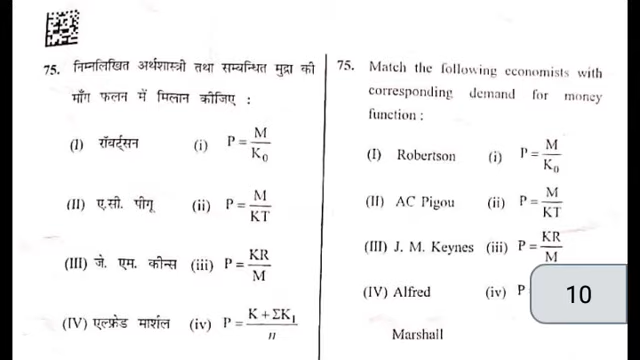 75. निम्नलिखित अर्थशास्त्री तथा सम्बन्धित मुद्रा की
माँग फलन में मिलान कीजिए :
(I) रॉबर्ट्सन (i) P = M/K₀
(II) ए.सी. पीगू (ii) P = M/KT
(III) जे. एम. कीन्स (iii) P = KR/M
(IV) एल्फ्रेड मार्शल (iv) P = K + ΣK₁/n
75. Match the following economists with
corresponding demand for money
function :
(I) Robertson (i) P = M/K₀
(II) AC Pigou (ii) P = M/KT
(III) J. M. Keynes (iii) P = KR/M
(IV) Alfred (iv) P
Marshall
10